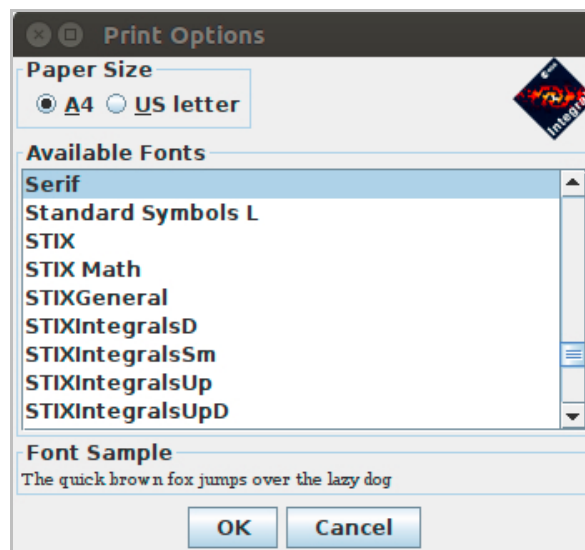 Print Options
Paper Size
A4 US letter
Integral
Available Fonts
Serif
Standard Symbols L
STIX
STIX Math
STIXGeneral
STIXIntegralsD
STIXIntegralsSm
STIXIntegralsUp
STIXIntegralsUpD
Font Sample
The quick brown fox jumps over the lazy dog
OK Cancel